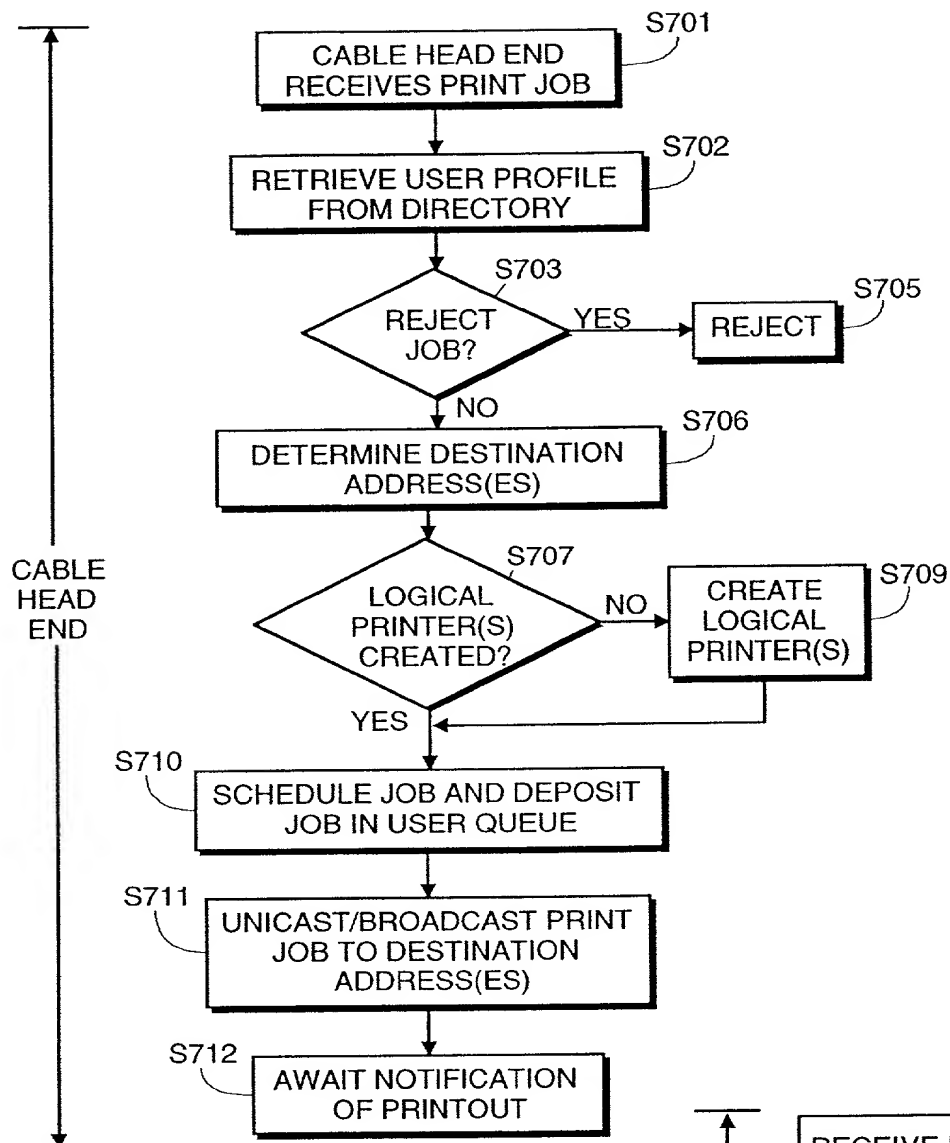 S701
CABLE HEAD END
RECEIVES PRINT JOB
S702
RETRIEVE USER PROFILE
FROM DIRECTORY
S703
REJECT
JOB?
YES
S705
REJECT
NO
S706
DETERMINE DESTINATION
ADDRESS(ES)
CABLE
HEAD
END
S707
LOGICAL
PRINTER(S)
CREATED?
NO
S709
CREATE
LOGICAL
PRINTER(S)
YES
S710
SCHEDULE JOB AND DEPOSIT
JOB IN USER QUEUE
S711
UNICAST/BROADCAST PRINT
JOB TO DESTINATION
ADDRESS(ES)
S712
AWAIT NOTIFICATION
OF PRINTOUT
RECEIVE